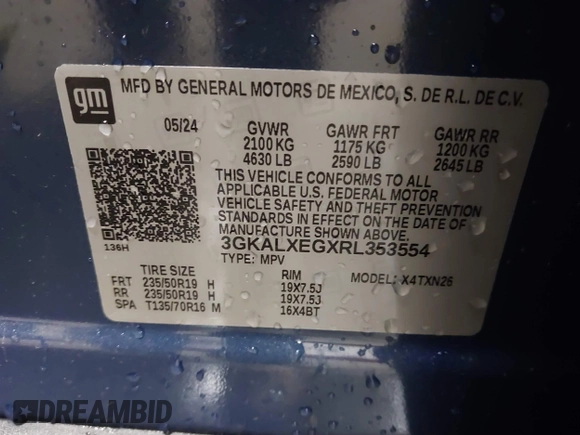 gm
MFD BY GENERAL MOTORS DE MEXICO, S. DE R.L. DE C.V.
05/24 GVWR GAWR FRT GAWR RR
2100 KG 1175 KG 1200 KG
4630 LB 2590 LB 2645 LB
THIS VEHICLE CONFORMS TO ALL
APPLICABLE U.S. FEDERAL MOTOR
VEHICLE SAFETY AND THEFT
PREVENTION STANDARDS
IN EFFECT ON THE DATE OF
MANUFACTURE SHOWN ABOVE.
136H
3GKALXEGXRL353554
TYPE: MPV
TIRE SIZE RIM MODEL: X4TXN26
FRT 235/50R19 H 19X7.5J
RR 235/50R19 H 19X7.5J
SPA T135/70R16 M 16X4BT
DREAMBID